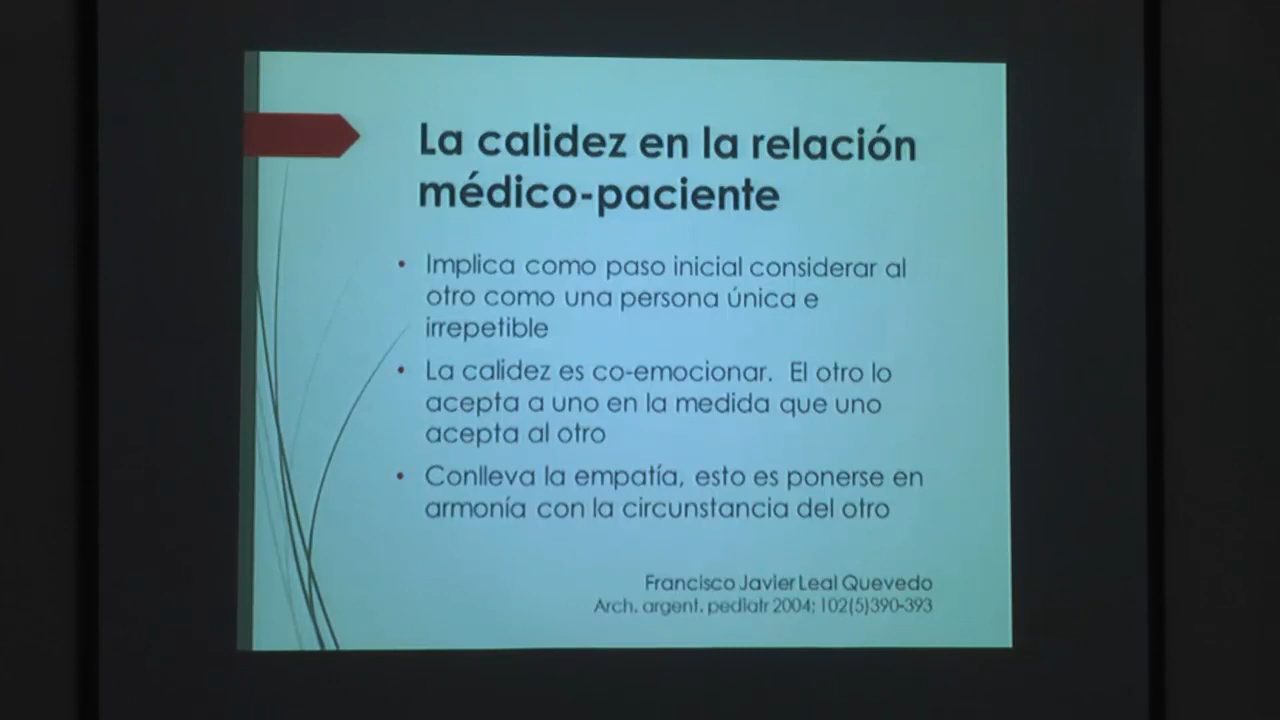 La calidez en la relación
médico-paciente
• Implica como paso inicial considerar al
otro como una persona única e
irrepetible
• La calidez es co-emocionar. El otro lo
acepta a uno en la medida que uno
acepta al otro
• Conlleva la empatía, esto es ponerse en
armonía con la circunstancia del otro
Francisco Javier Leal Quevedo
Arch. argent. pediatr 2004; 102(5)390-393